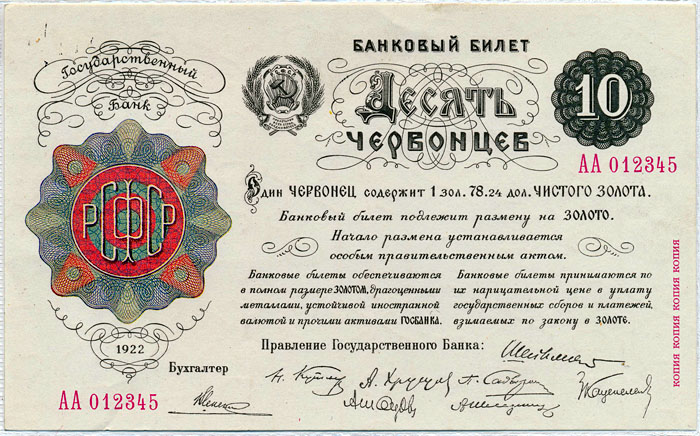 Государственный
Банк
БАНКОВЫЙ БИЛЕТ
Десять
ЧЕРВОНЦЕВ
10
АА 012345
Один ЧЕРВОНЕЦ содержит 1 зол. 78.24 дол. ЧИСТОГО ЗОЛОТА.
Банковый билет подлежит размену на ЗОЛОТО.
Начало размена устанавливается
особым правительственным актом.
Банковые билеты обеспечиваются
в полном размере ЗОЛОТОМ, драгоценными
металлами, устойчивой иностранной
валютой и прочими активами ГОСБАНКА.
Банковые билеты принимаются по
их нарицательной цене в уплату
государственных сборов и платежей,
взимаемых по закону в ЗОЛОТЕ.
РСФСР
1922
Правление Государственного Банка:
Бухгалтер
АА 012345
КОПИЯ КОПИЯ КОПИЯ КОПИЯ